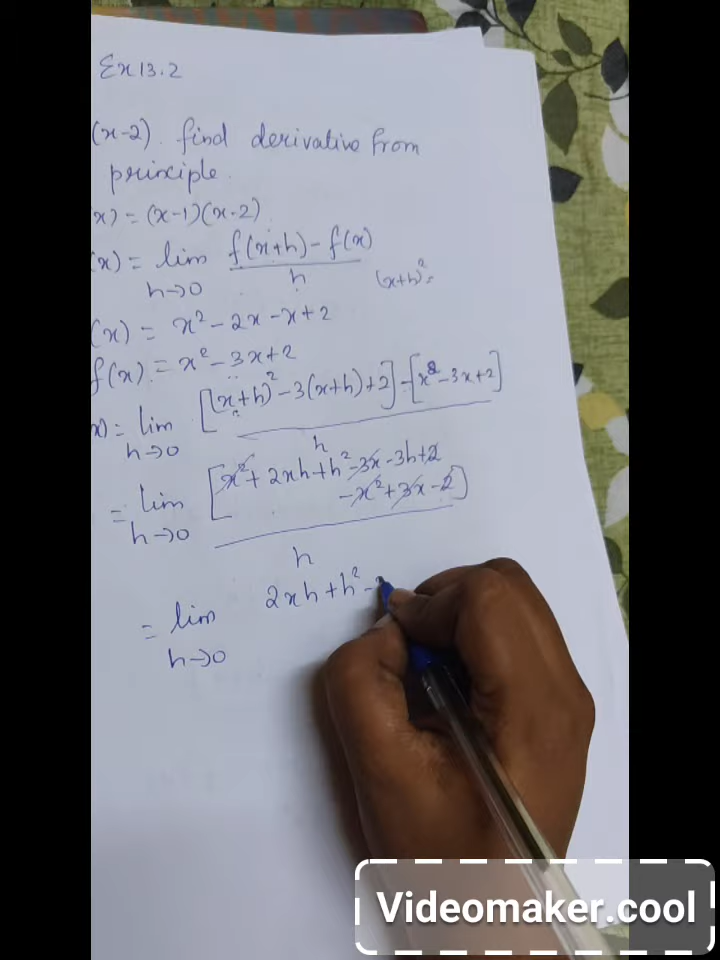 Ex 13.2
(x-2). find derivative from
principle.
x) = (x-1)(x-2)
(x) = lim f(x+h) - f(x)
h→0 h
(x+h)² =
(x) = x² - 2x - x + 2
f(x) = x² - 3x + 2
x) = lim [(x+h)² - 3(x+h) + 2] - [x² - 3x + 2]
h→0 h
= lim [x² + 2xh + h² - 3x - 3h + 2
- x² + 3x - 2]
h→0
h
= lim 2xh + h² -
h→0
Videomaker.cool